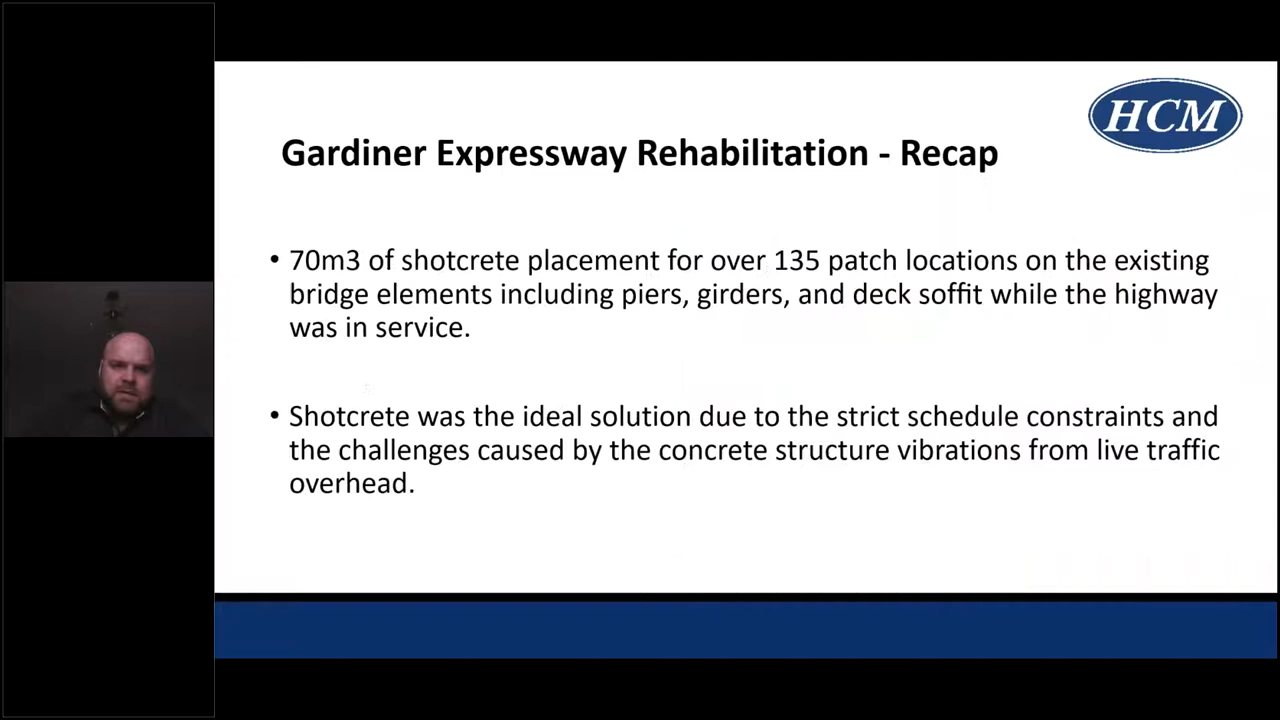 HCM
Gardiner Expressway Rehabilitation - Recap
• 70m3 of shotcrete placement for over 135 patch locations on the existing
bridge elements including piers, girders, and deck soffit while the highway
was in service.
• Shotcrete was the ideal solution due to the strict schedule constraints and
the challenges caused by the concrete structure vibrations from live traffic
overhead.